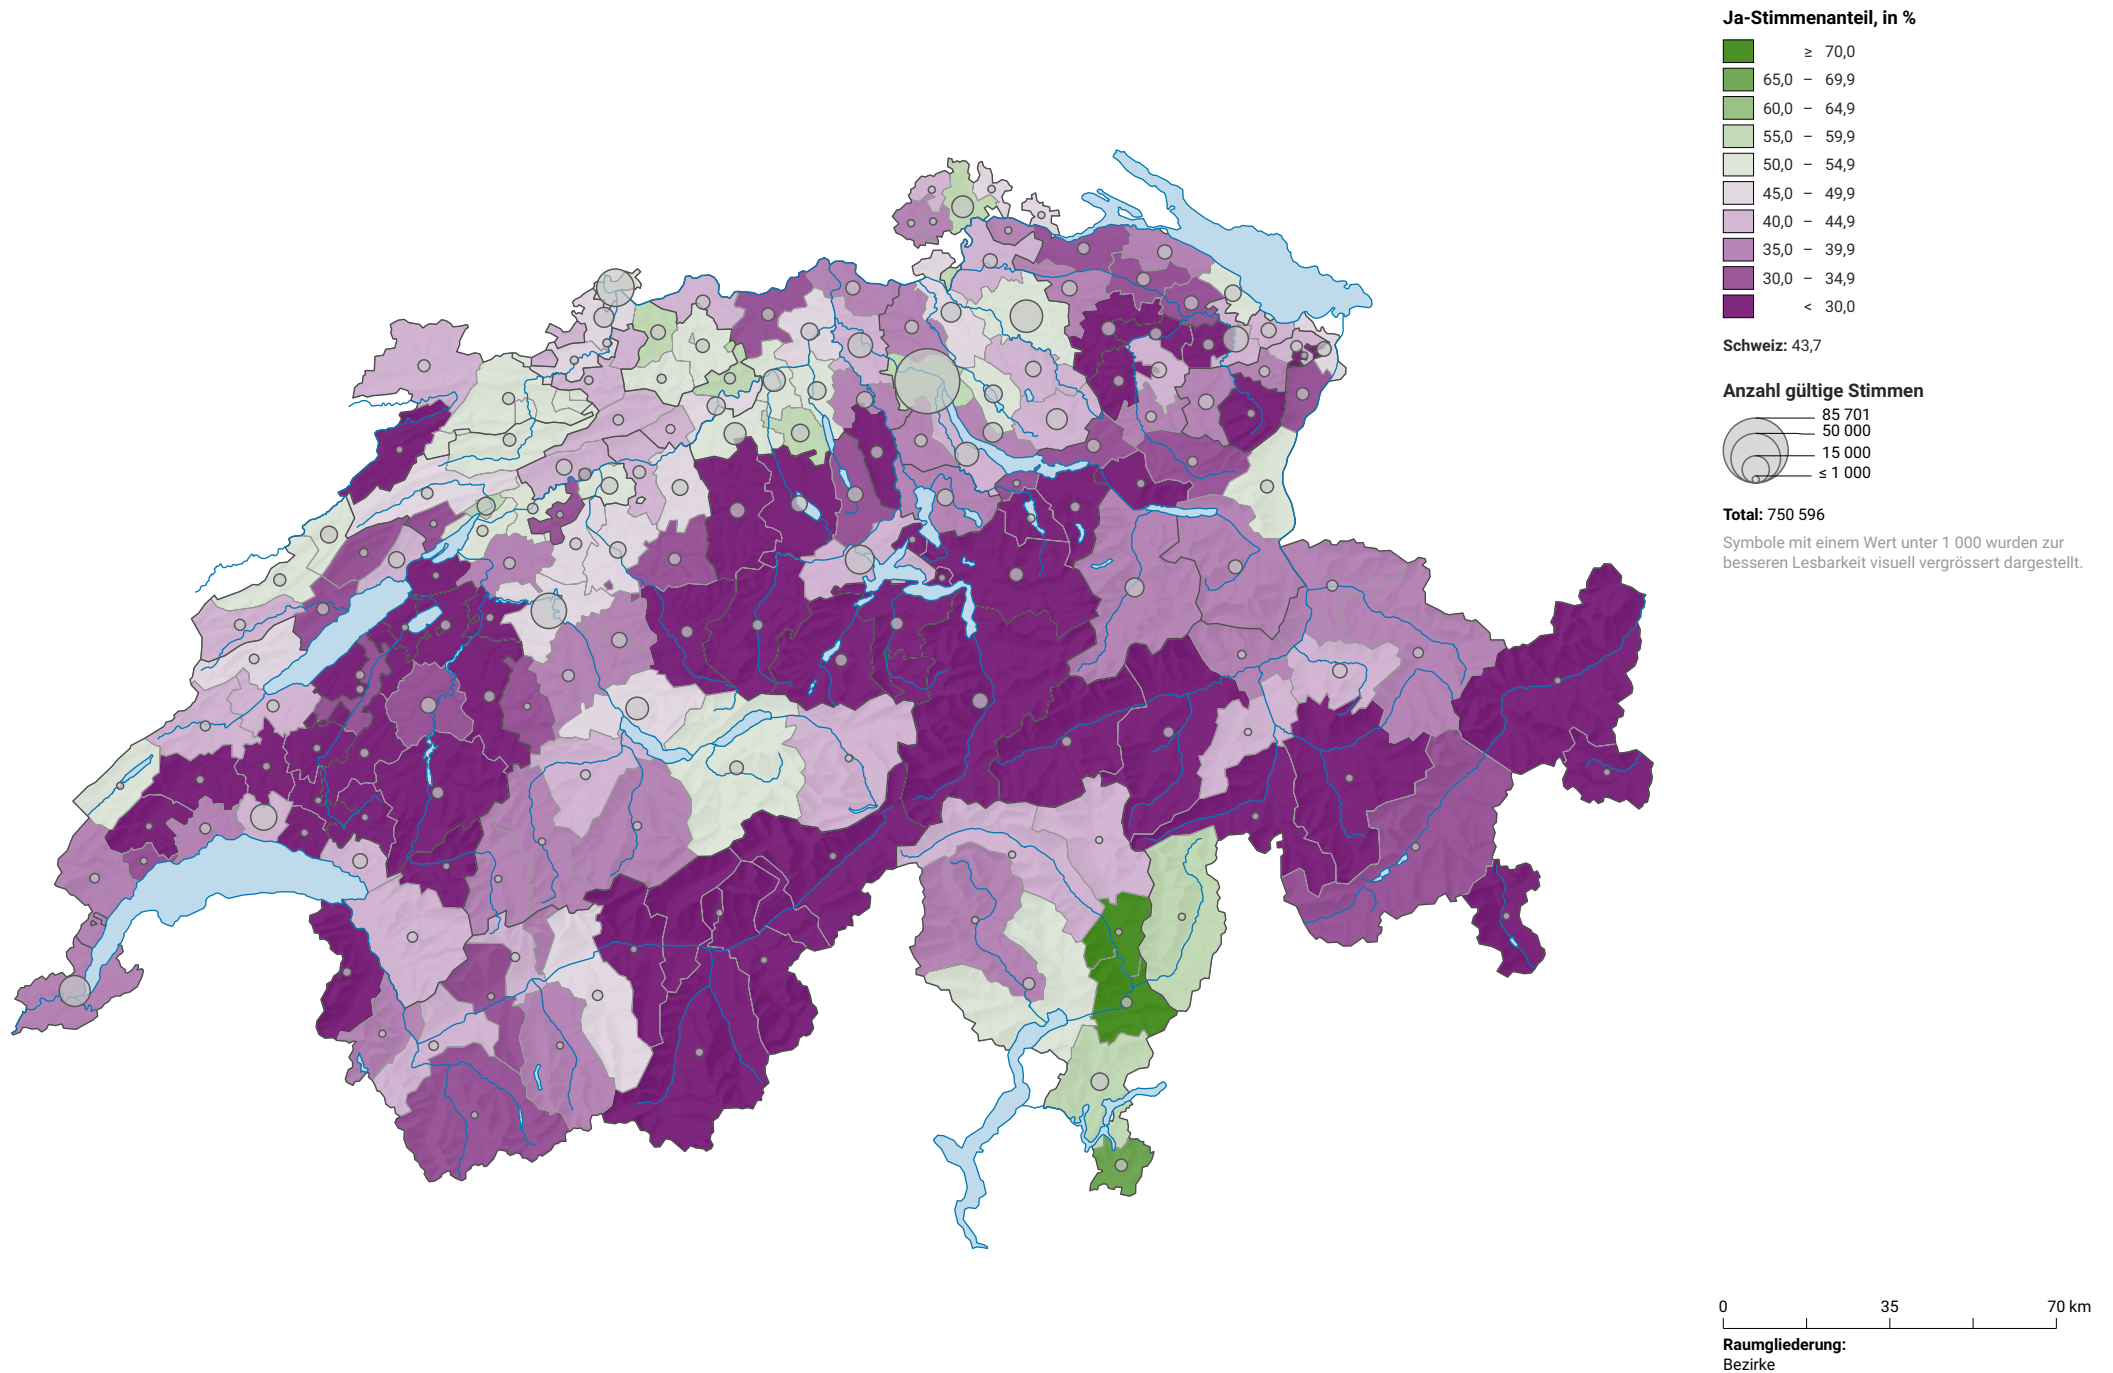 Ja-Stimmenanteil, in %
≥ 70,0
65,0 – 69,9
60,0 – 64,9
55,0 – 59,9
50,0 – 54,9
45,0 – 49,9
40,0 – 44,9
35,0 – 39,9
30,0 – 34,9
< 30,0
Schweiz: 43,7
Anzahl gültige Stimmen
85 701
50 000
15 000
≤ 1 000
Total: 750 596
Symbole mit einem Wert unter 1 000 wurden zur
besseren Lesbarkeit visuell vergrössert dargestellt.
0 35 70 km
Raumgliederung:
Bezirke